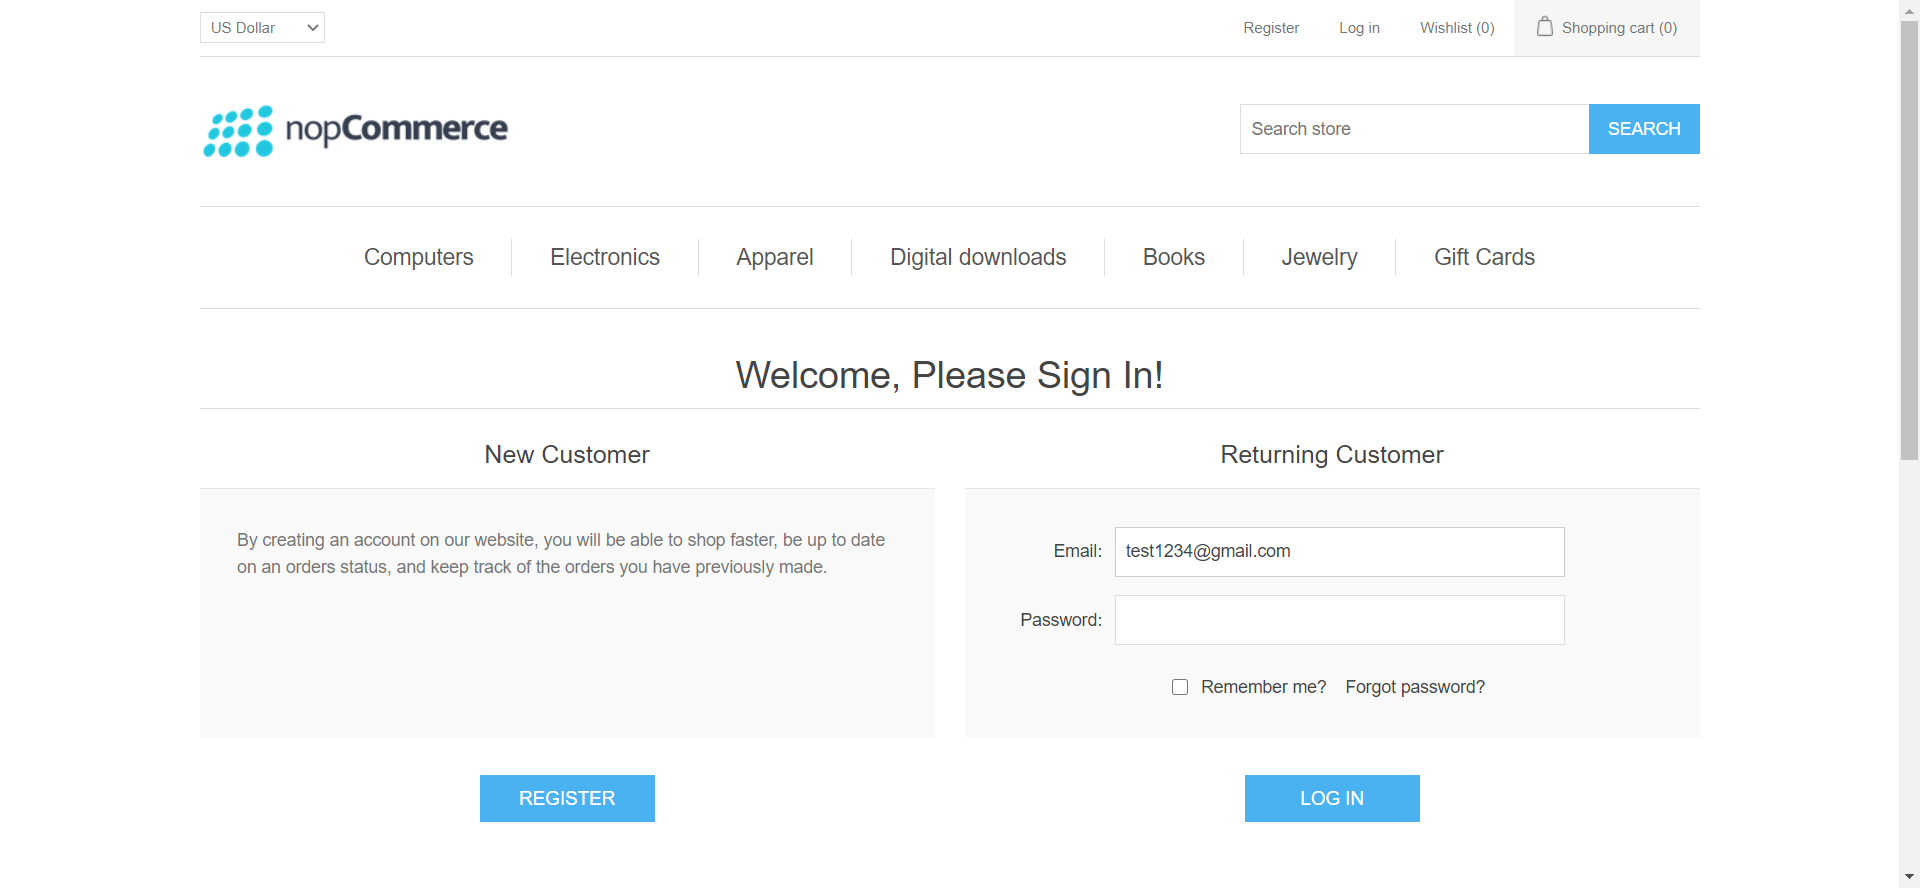 US Dollar
Register
Log in
Wishlist (0)
Shopping cart (0)
nopCommerce
Search store
SEARCH
Computers
Electronics
Apparel
Digital downloads
Books
Jewelry
Gift Cards
Welcome, Please Sign In!
New Customer
By creating an account on our website, you will be able to shop faster, be up to date
on an orders status, and keep track of the orders you have previously made.
REGISTER
Returning Customer
Email:
test1234@gmail.com
Password:
Remember me?
Forgot password?
LOG IN